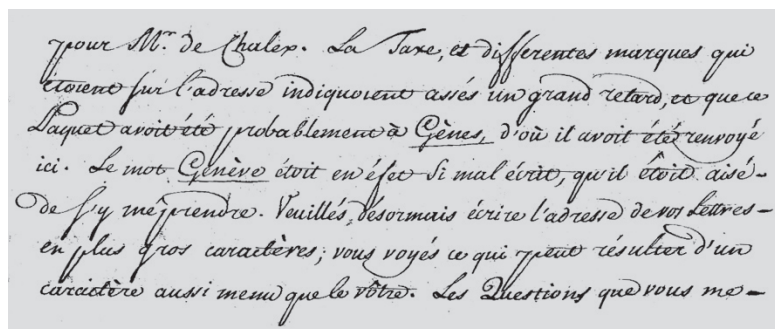 pour Mr. de Chalex. La Taxe, et differentes marques qui
étoient sur l'adresse indiquoient assés un grand retard, et que ce
Paquet avoit été probablement à Gènes, d'où il avoit été renvoyé
ici. Le mot Genève étoit en éfet si mal écrit, qu'il étoit aisé
de s'y méprendre. Veuillés, désormais écrire l'adresse de vos Lettres
en plus gros caractères; vous voyés ce qui peut résulter d'un
caractère aussi menu que le vôtre. Les Questions que vous me